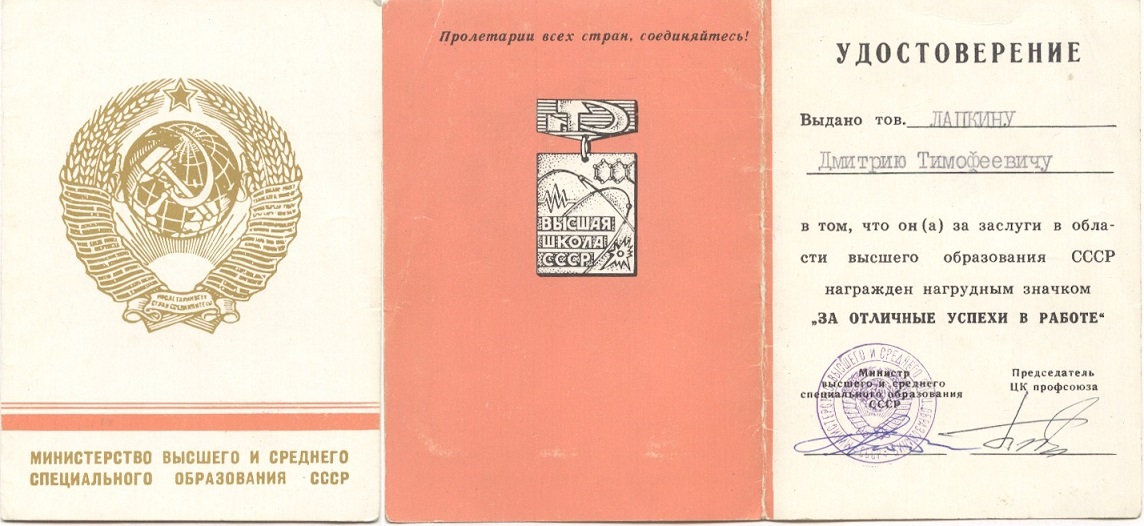 МИНИСТЕРСТВО ВЫСШЕГО И СРЕДНЕГО
СПЕЦИАЛЬНОГО ОБРАЗОВАНИЯ СССР
Пролетарии всех стран, соединяйтесь!
ВЫСШАЯ
ШКОЛА
СССР
УДОСТОВЕРЕНИЕ
Выдано тов. ЛАПКИНУ
Дмитрию Тимофеевичу
в том, что он(а) за заслуги в обла-
сти высшего образования СССР
награжден нагрудным значком
„ЗА ОТЛИЧНЫЕ УСПЕХИ В РАБОТЕ“
Министр
высшего и среднего
специального образования
СССР
Председатель
ЦК профсоюза